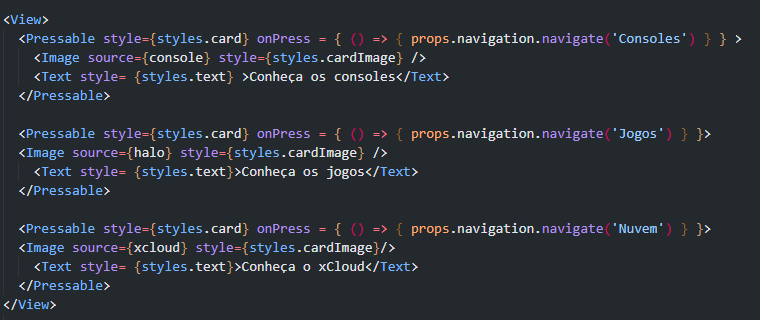 <View>
  <Pressable style={styles.card} onPress = { () => { props.navigation.navigate('Consoles') } } >
    <Image source={console} style={styles.cardImage} />
    <Text style= {styles.text} >Conheça os consoles</Text>
  </Pressable>

  <Pressable style={styles.card} onPress = { () => { props.navigation.navigate('Jogos') } }>
  <Image source={halo} style={styles.cardImage} />
    <Text style= {styles.text}>Conheça os jogos</Text>
  </Pressable>

  <Pressable style={styles.card} onPress = { () => { props.navigation.navigate('Nuvem') } }>
  <Image source={xcloud} style={styles.cardImage}/>
    <Text style= {styles.text}>Conheça o xCloud</Text>
  </Pressable>
</View>